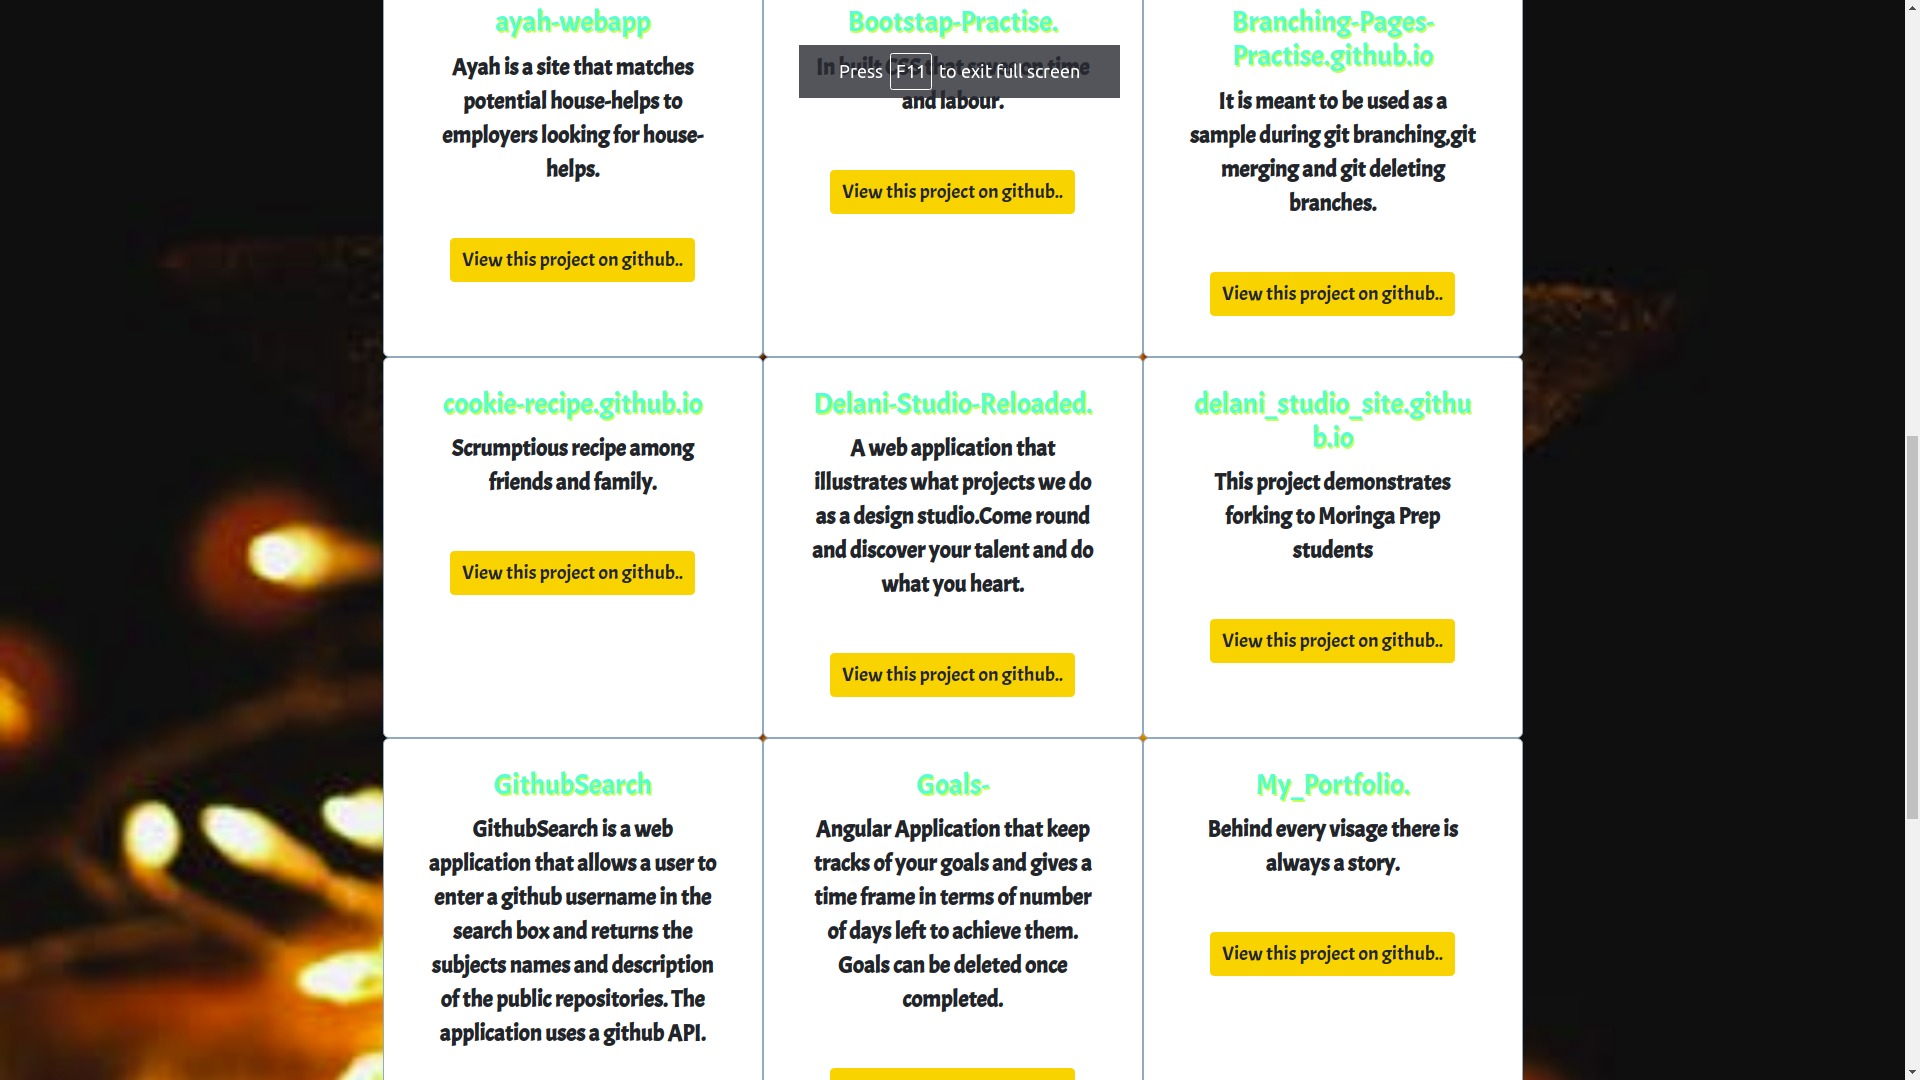 ayah-webapp
Ayah is a site that matches
potential house-helps to
employers looking for house-
helps.
View this project on github..
Bootstap-Practise.
In built CSS that saves on time
and labour.
Press F11 to exit full screen
View this project on github..
Branching-Pages-
Practise.github.io
It is meant to be used as a
sample during git branching,git
merging and git deleting
branches.
View this project on github..
cookie-recipe.github.io
Scrumptious recipe among
friends and family.
View this project on github..
Delani-Studio-Reloaded.
A web application that
illustrates what projects we do
as a design studio.Come round
and discover your talent and do
what you heart.
View this project on github..
delani_studio_site.githu
b.io
This project demonstrates
forking to Moringa Prep
students
View this project on github..
GithubSearch
GithubSearch is a web
application that allows a user to
enter a github username in the
search box and returns the
subjects names and description
of the public repositories. The
application uses a github API.
Goals-
Angular Application that keep
tracks of your goals and gives a
time frame in terms of number
of days left to achieve them.
Goals can be deleted once
completed.
My_Portfolio.
Behind every visage there is
always a story.
View this project on github..